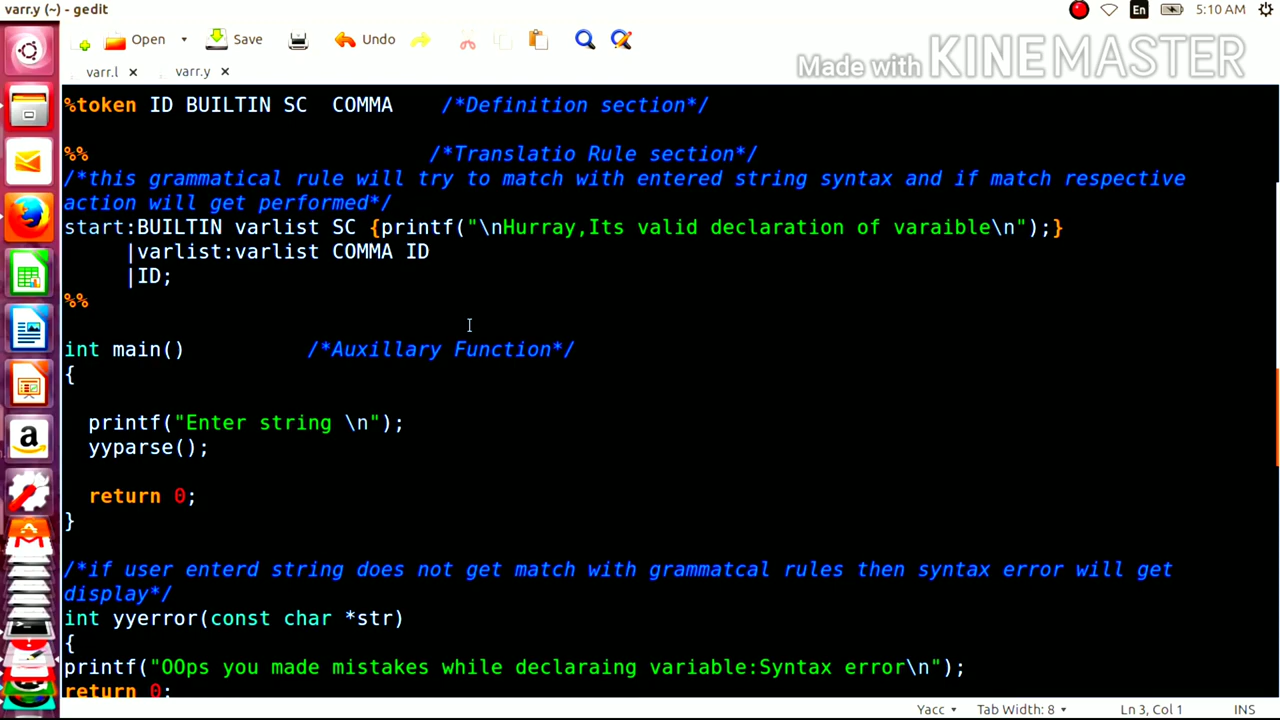 varr.y (~) - gedit
En
5:10 AM
Open
Save
Undo
Made with KINEMASTER
varr.l
varr.y
%token ID BUILTIN SC COMMA /*Definition section*/
%% /*Translatio Rule section*/
/*this grammatical rule will try to match with entered string syntax and if match respective
action will get performed*/
start:BUILTIN varlist SC {printf("\nHurray,Its valid declaration of varaible\n");}
|varlist:varlist COMMA ID
|ID;
%%
int main() /*Auxillary Function*/
{
printf("Enter string \n");
yyparse();
return 0;
}
/*if user enterd string does not get match with grammatcal rules then syntax error will get
display*/
int yyerror(const char *str)
{
printf("OOps you made mistakes while declaraing variable:Syntax error\n");
return 0;
Yacc
Tab Width: 8
Ln 3, Col 1
INS